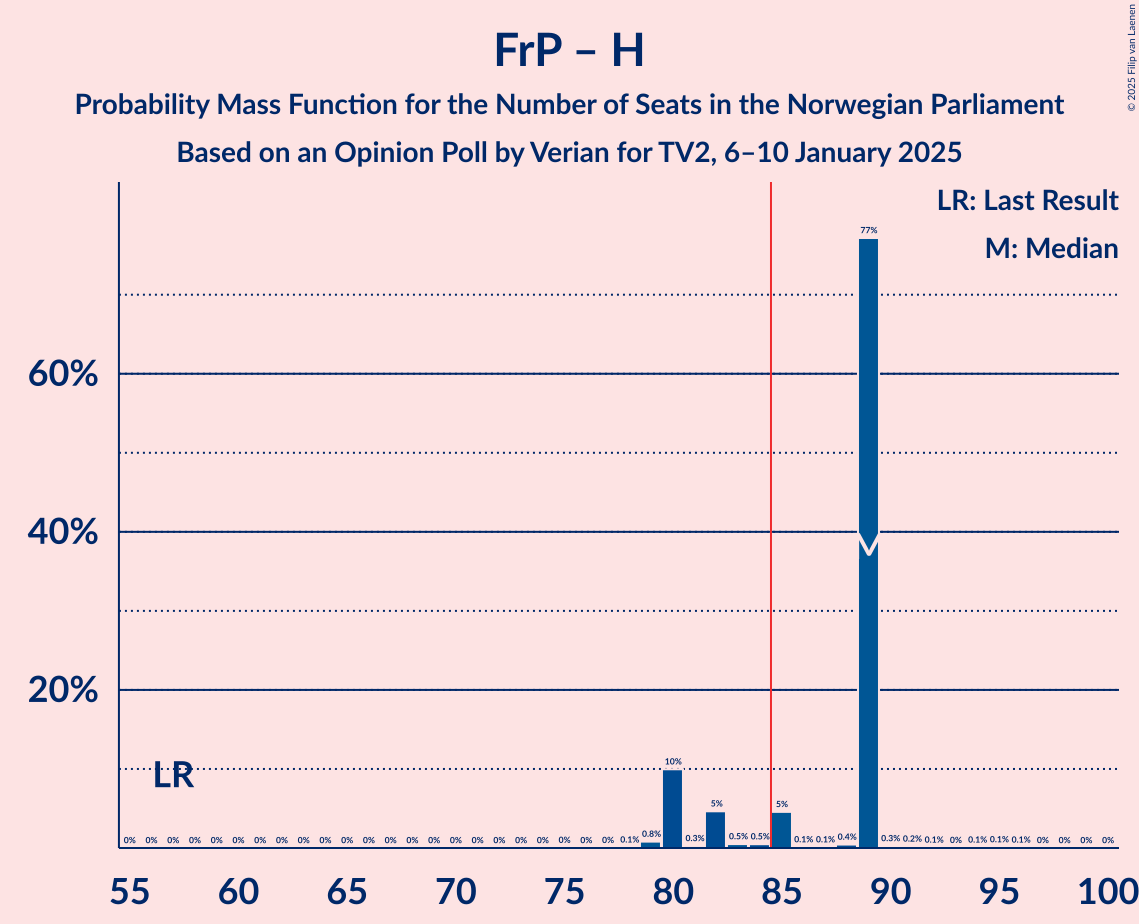 FrP – H
Probability Mass Function for the Number of Seats in the Norwegian Parliament
Based on an Opinion Poll by Verian for TV2, 6–10 January 2025
© 2025 Filip van Laenen
LR: Last Result
M: Median
77%
60%
40%
20%
LR
10%
5%
5%
0% 0% 0% 0% 0% 0% 0% 0% 0% 0% 0% 0% 0% 0% 0% 0% 0% 0% 0% 0% 0% 0% 0% 0.1% 0.8% 0.3% 0.5% 0.5% 0.1% 0.1% 0.4% 0.3% 0.2% 0.1% 0% 0.1% 0.1% 0.1% 0% 0% 0% 0%
55 60 65 70 75 80 85 90 95 100